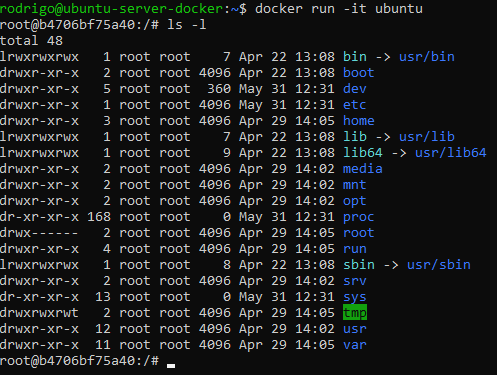 rodrigo@ubuntu-server-docker:~$ docker run -it ubuntu
root@b4706bf75a40:/# ls -l
total 48
lrwxrwxrwx   1 root root    7 Apr 22 13:08 bin -> usr/bin
drwxr-xr-x   2 root root 4096 Apr 22 13:08 boot
drwxr-xr-x   5 root root  360 May 31 12:31 dev
drwxr-xr-x   1 root root 4096 May 31 12:31 etc
drwxr-xr-x   3 root root 4096 Apr 29 14:05 home
lrwxrwxrwx   1 root root    7 Apr 22 13:08 lib -> usr/lib
lrwxrwxrwx   1 root root    9 Apr 22 13:08 lib64 -> usr/lib64
drwxr-xr-x   2 root root 4096 Apr 29 14:02 media
drwxr-xr-x   2 root root 4096 Apr 29 14:02 mnt
drwxr-xr-x   2 root root 4096 Apr 29 14:02 opt
dr-xr-xr-x 168 root root    0 May 31 12:31 proc
drwx------   2 root root 4096 Apr 29 14:05 root
drwxr-xr-x   4 root root 4096 Apr 29 14:05 run
lrwxrwxrwx   1 root root    8 Apr 22 13:08 sbin -> usr/sbin
drwxr-xr-x   2 root root 4096 Apr 29 14:02 srv
dr-xr-xr-x  13 root root    0 May 31 12:31 sys
drwxrwxrwt   2 root root 4096 Apr 29 14:05 tmp
drwxr-xr-x  12 root root 4096 Apr 29 14:02 usr
drwxr-xr-x  11 root root 4096 Apr 29 14:05 var
root@b4706bf75a40:/#